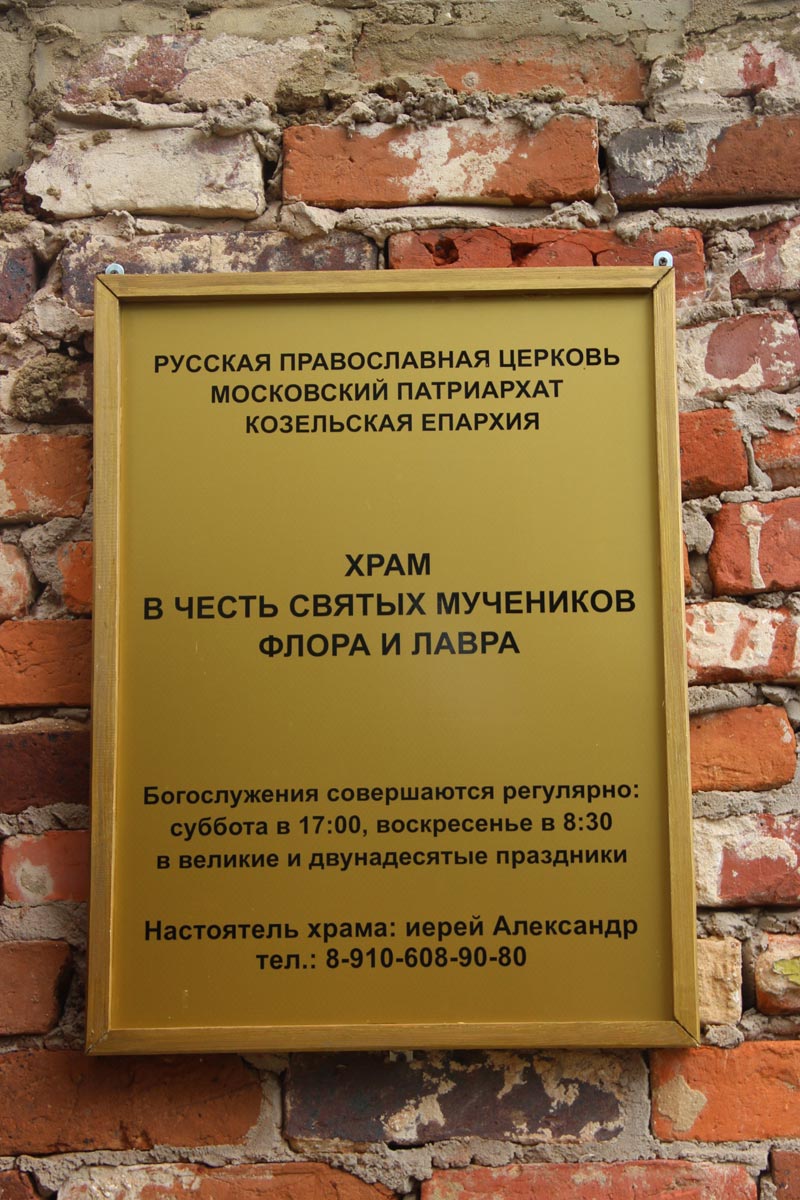 РУССКАЯ ПРАВОСЛАВНАЯ ЦЕРКОВЬ
МОСКОВСКИЙ ПАТРИАРХАТ
КОЗЕЛЬСКАЯ ЕПАРХИЯ
ХРАМ
В ЧЕСТЬ СВЯТЫХ МУЧЕНИКОВ
ФЛОРА И ЛАВРА
Богослужения совершаются регулярно:
суббота в 17:00, воскресенье в 8:30
в великие и двунадесятые праздники
Настоятель храма: иерей Александр
тел.: 8-910-608-90-80